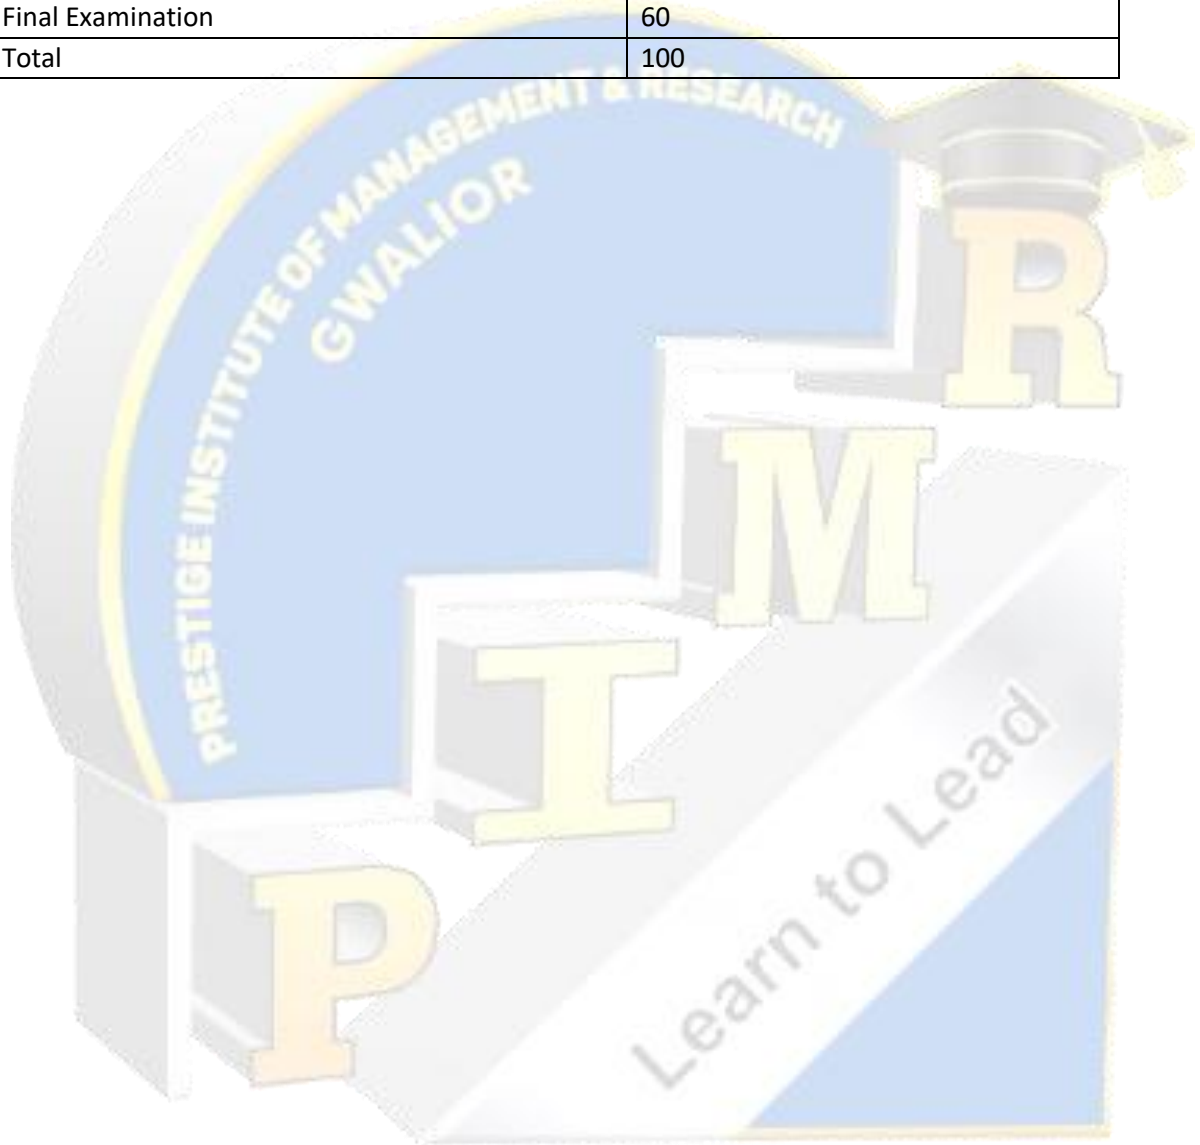 Final Examination 60
Total 100
PRESTIGE INSTITUTE OF MANAGEMENT & RESEARCH
GWALIOR
R
M
I
P
Learn to Lead